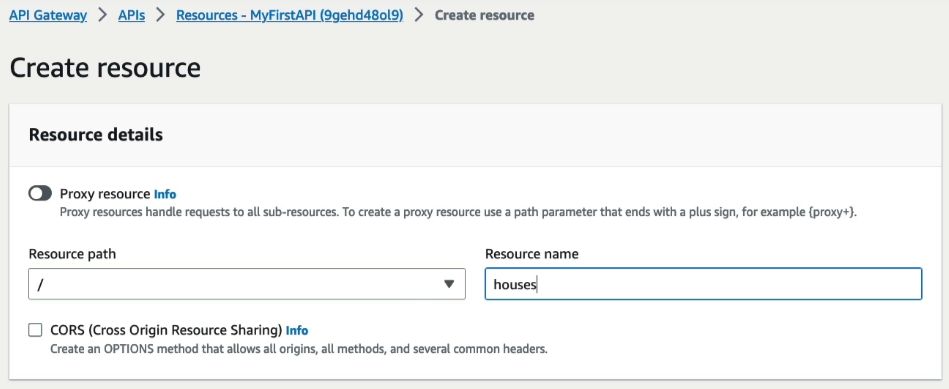 API Gateway > APIs > Resources - MyFirstAPI (9gehd48ol9) > Create resource
Create resource
Resource details
Proxy resource Info
Proxy resources handle requests to all sub-resources. To create a proxy resource use a path parameter that ends with a plus sign, for example {proxy+}.
Resource path
/
Resource name
houses
CORS (Cross Origin Resource Sharing) Info
Create an OPTIONS method that allows all origins, all methods, and several common headers.